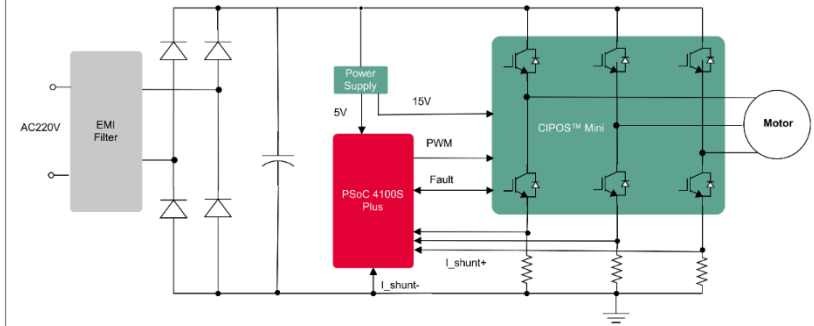 AC220V
EMI
Filter
Power
Supply
5V
15V
PSoC 4100S
Plus
PWM
Fault
I_shunt+
I_shunt-
CIPOS™ Mini
Motor